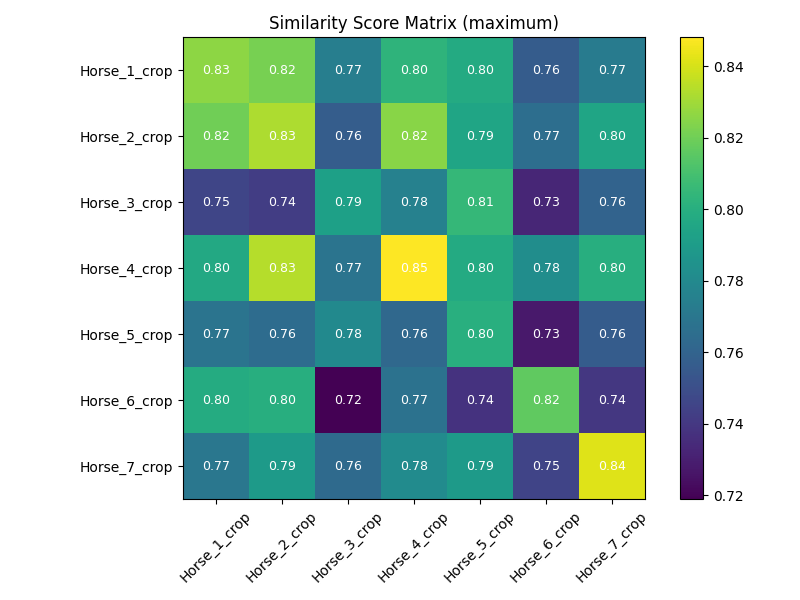 Similarity Score Matrix (maximum)
Horse_1_crop 0.83 0.82 0.77 0.80 0.80 0.76 0.77
Horse_2_crop 0.82 0.83 0.76 0.82 0.79 0.77 0.80
Horse_3_crop 0.75 0.74 0.79 0.78 0.81 0.73 0.76
Horse_4_crop 0.80 0.83 0.77 0.85 0.80 0.78 0.80
Horse_5_crop 0.77 0.76 0.78 0.76 0.80 0.73 0.76
Horse_6_crop 0.80 0.80 0.72 0.77 0.74 0.82 0.74
Horse_7_crop 0.77 0.79 0.76 0.78 0.79 0.75 0.84
Horse_1_crop Horse_2_crop Horse_3_crop Horse_4_crop Horse_5_crop Horse_6_crop Horse_7_crop
0.84
0.82
0.80
0.78
0.76
0.74
0.72